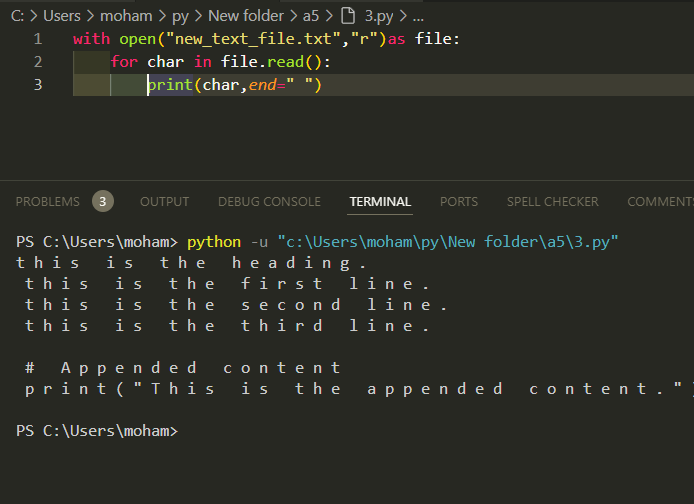 C: > Users > moham > py > New folder > a5 > 3.py > ...
1 with open("new_text_file.txt","r")as file:
2 for char in file.read():
3 print(char,end=" ")
PROBLEMS 3 OUTPUT DEBUG CONSOLE TERMINAL PORTS SPELL CHECKER COMMENTS
PS C:\Users\moham> python -u "c:\Users\moham\py\New folder\a5\3.py"
t h i s   i s   t h e   h e a d i n g .
t h i s   i s   t h e   f i r s t   l i n e .
t h i s   i s   t h e   s e c o n d   l i n e .
t h i s   i s   t h e   t h i r d   l i n e .
#   A p p e n d e d   c o n t e n t
p r i n t ( " T h i s   i s   t h e   a p p e n d e d   c o n t e n t . " )
PS C:\Users\moham>